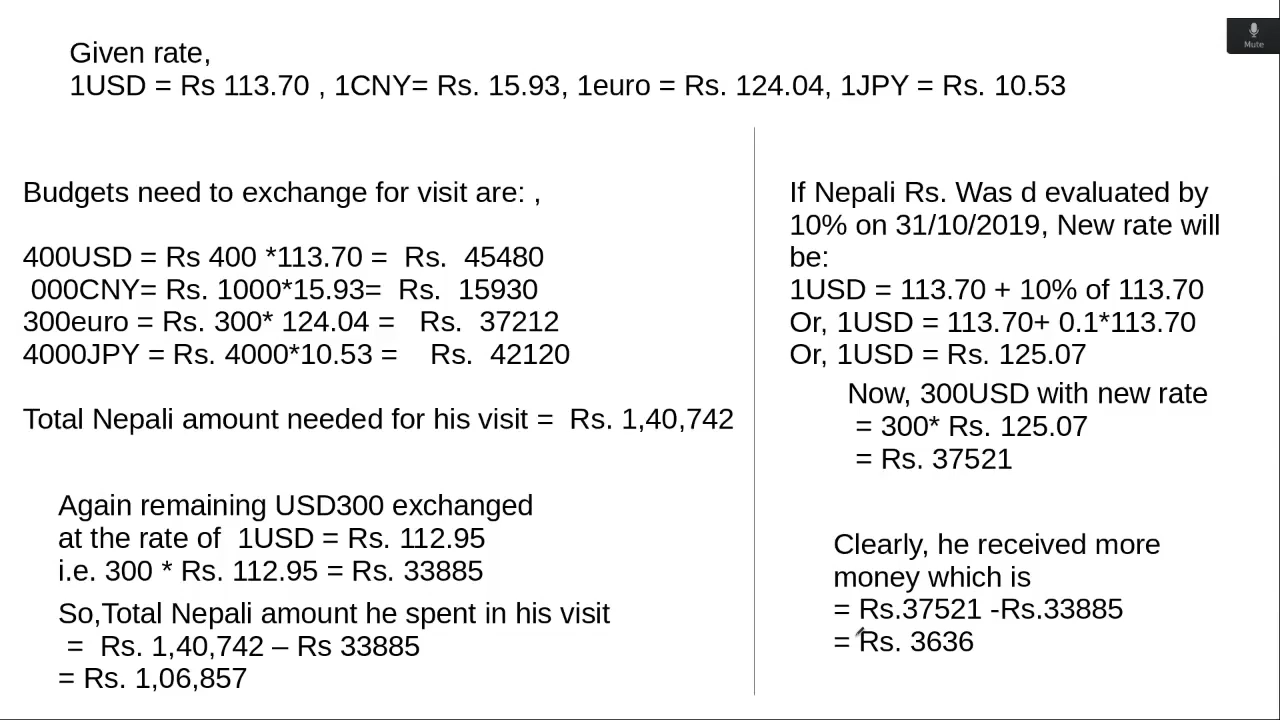 Mute
Given rate,
1USD = Rs 113.70 , 1CNY= Rs. 15.93, 1euro = Rs. 124.04, 1JPY = Rs. 10.53
Budgets need to exchange for visit are: ,
400USD = Rs 400 *113.70 = Rs. 45480
000CNY= Rs. 1000*15.93= Rs. 15930
300euro = Rs. 300* 124.04 = Rs. 37212
4000JPY = Rs. 4000*10.53 = Rs. 42120
Total Nepali amount needed for his visit = Rs. 1,40,742
Again remaining USD300 exchanged
at the rate of 1USD = Rs. 112.95
i.e. 300 * Rs. 112.95 = Rs. 33885
So,Total Nepali amount he spent in his visit
= Rs. 1,40,742 – Rs 33885
= Rs. 1,06,857
If Nepali Rs. Was d evaluated by
10% on 31/10/2019, New rate will
be:
1USD = 113.70 + 10% of 113.70
Or, 1USD = 113.70+ 0.1*113.70
Or, 1USD = Rs. 125.07
Now, 300USD with new rate
= 300* Rs. 125.07
= Rs. 37521
Clearly, he received more
money which is
= Rs.37521 -Rs.33885
= Rs. 3636